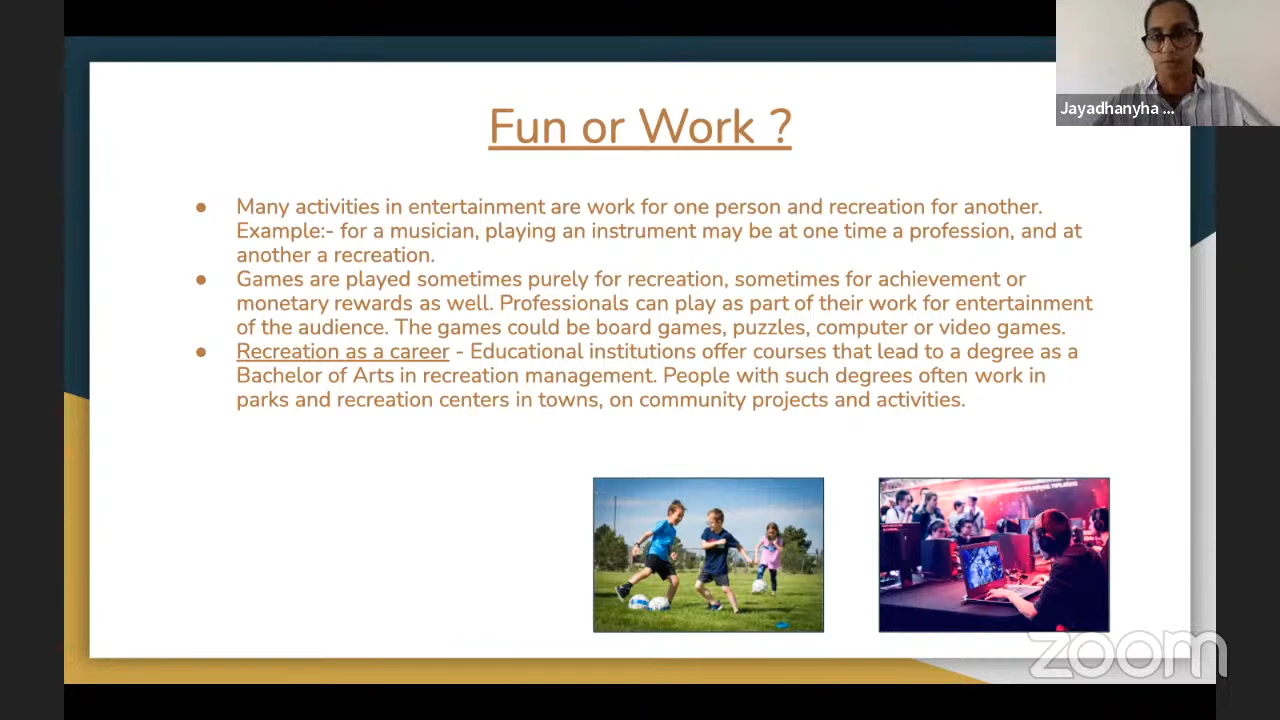 Jayadhanyha ...
Fun or Work ?
● Many activities in entertainment are work for one person and recreation for another.
Example:- for a musician, playing an instrument may be at one time a profession, and at
another a recreation.
● Games are played sometimes purely for recreation, sometimes for achievement or
monetary rewards as well. Professionals can play as part of their work for entertainment
of the audience. The games could be board games, puzzles, computer or video games.
● Recreation as a career - Educational institutions offer courses that lead to a degree as a
Bachelor of Arts in recreation management. People with such degrees often work in
parks and recreation centers in towns, on community projects and activities.
zoom